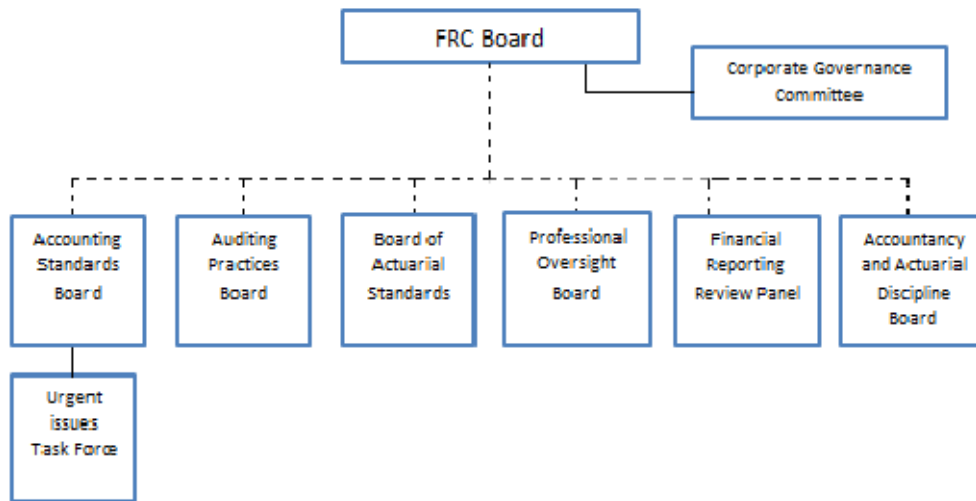 FRC Board
Corporate Governance
Committee
Accounting
Standards
Board
Auditing
Practices
Board
Board of
Actuarial
Standards
Professional
Oversight
Board
Financial
Reporting
Review Panel
Accountancy
and Actuarial
Discipline
Board
Urgent
issues
Task Force